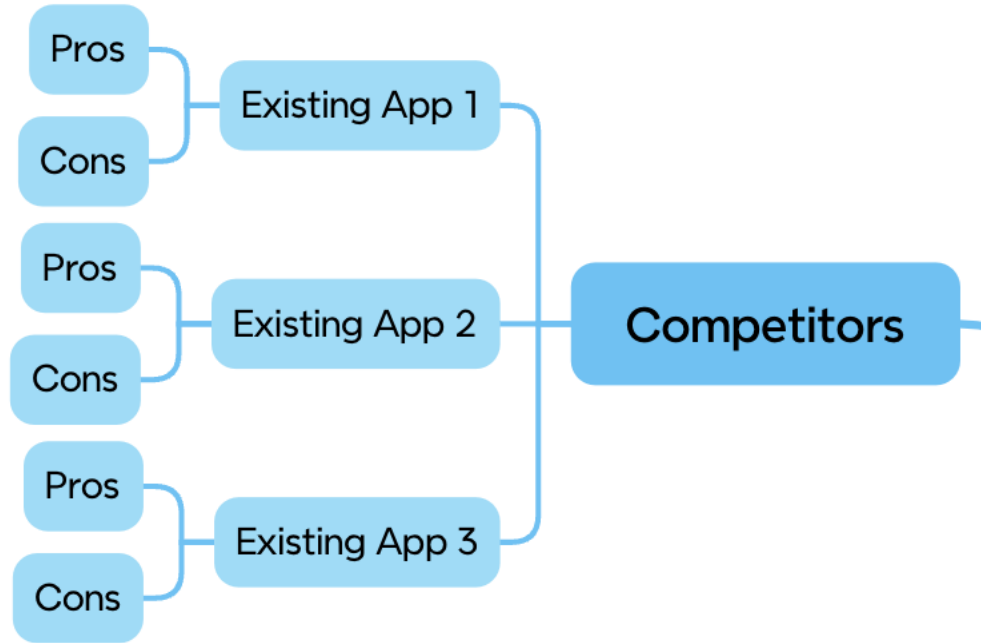 Pros
Existing App 1
Cons
Pros
Existing App 2
Cons
Competitors
Pros
Existing App 3
Cons